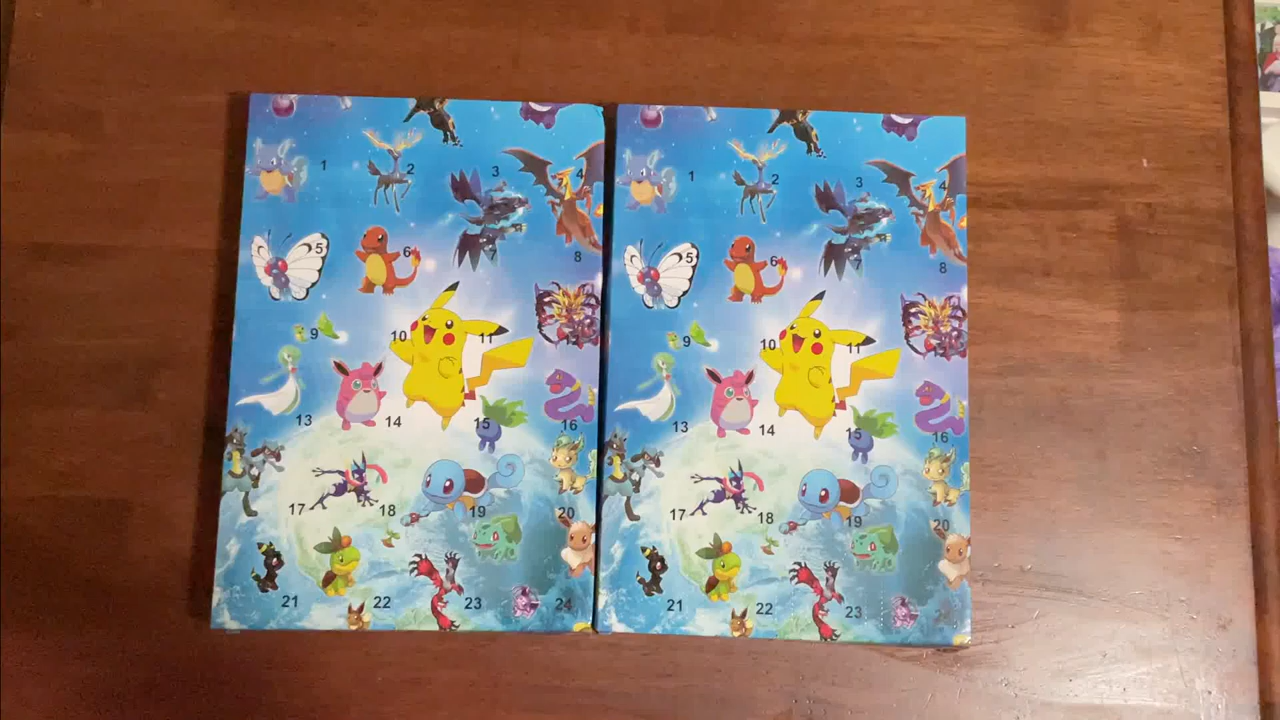 1 2 3 4
5 6 8
9 10 11
13 14 15 16
17 18 19 20
21 22 23 24
1 2 3 4
5 6 8
9 10 11
13 14 15 16
17 18 19 20
21 22 23